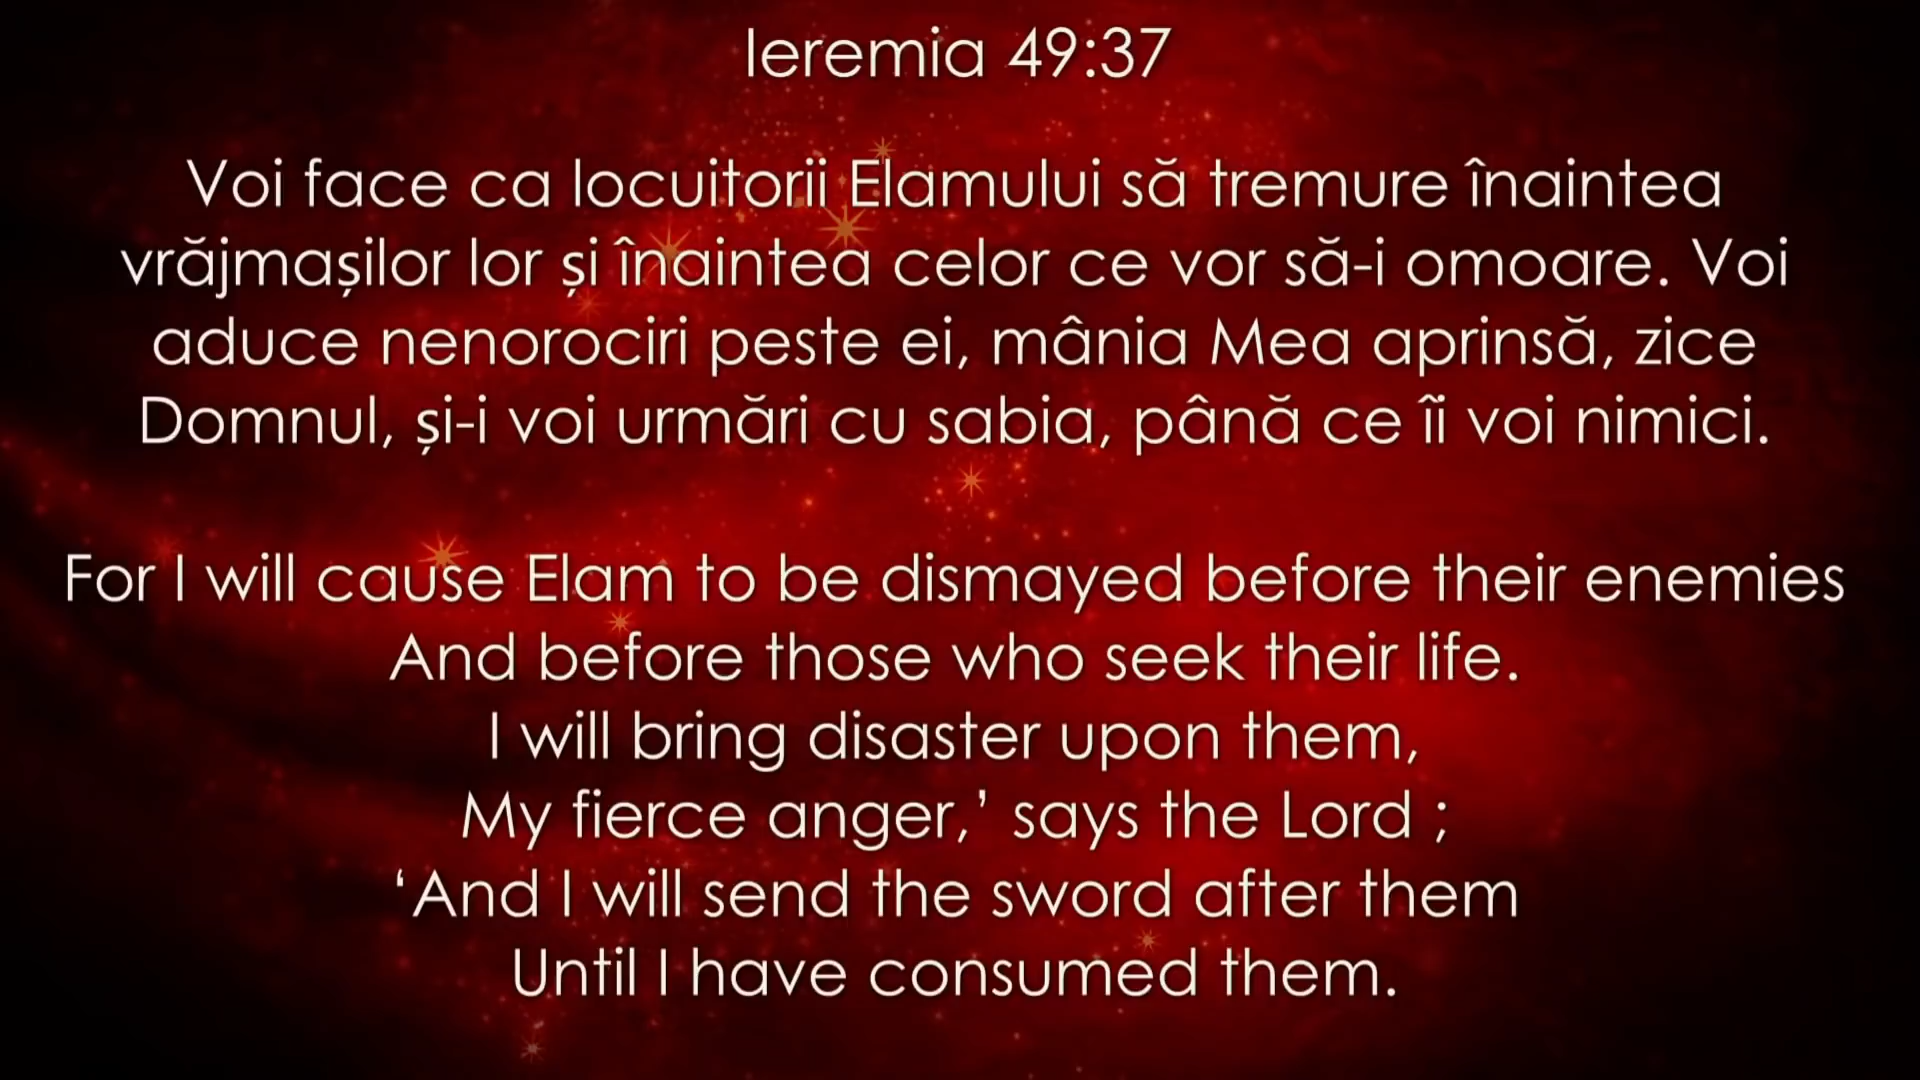 Ieremia 49:37
Voi face ca locuitorii Elamului să tremure înaintea
vrăjmașilor lor și înaintea celor ce vor să-i omoare. Voi
aduce nenorociri peste ei, mânia Mea aprinsă, zice
Domnul, și-i voi urmări cu sabia, până ce îi voi nimici.
For I will cause Elam to be dismayed before their enemies
And before those who seek their life.
I will bring disaster upon them,
My fierce anger,’ says the Lord ;
‘And I will send the sword after them
Until I have consumed them.